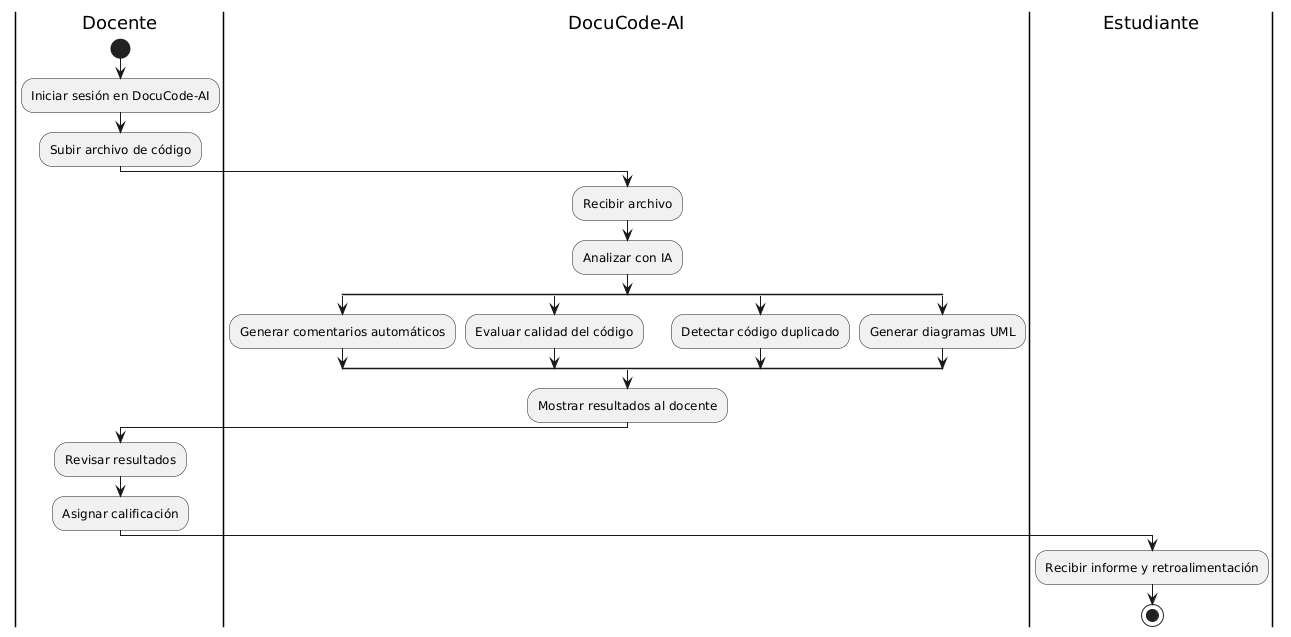 Docente
DocuCode-AI
Estudiante
Iniciar sesión en DocuCode-AI
Subir archivo de código
Recibir archivo
Analizar con IA
Generar comentarios automáticos
Evaluar calidad del código
Detectar código duplicado
Generar diagramas UML
Mostrar resultados al docente
Revisar resultados
Asignar calificación
Recibir informe y retroalimentación